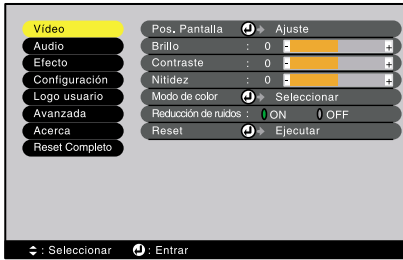 Vídeo
Audio
Efecto
Configuración
Logo usuario
Avanzada
Acerca
Reset Completo
Pos. Pantalla Ajuste
Brillo : 0 - +
Contraste : 0 - +
Nitidez : 0 - +
Modo de color Seleccionar
Reducción de ruidos : ON OFF
Reset Ejecutar
: Seleccionar : Entrar